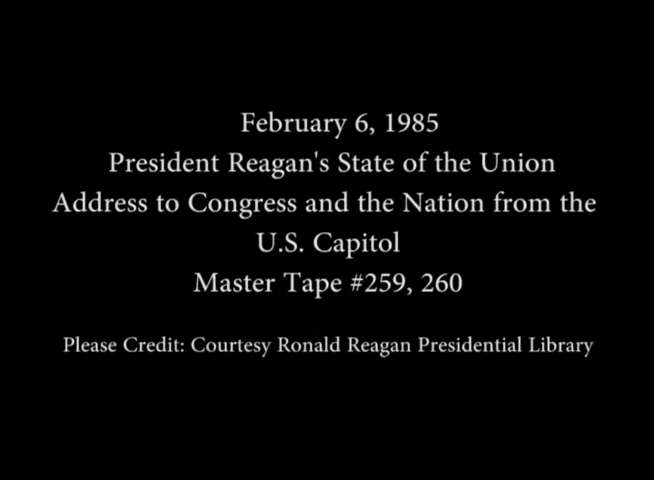 February 6, 1985
President Reagan's State of the Union
Address to Congress and the Nation from the
U.S. Capitol
Master Tape #259, 260
Please Credit: Courtesy Ronald Reagan Presidential Library